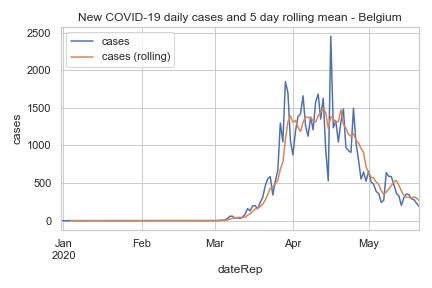 New COVID-19 daily cases and 5 day rolling mean - Belgium
cases
cases (rolling)
2500
2000
1500
1000
500
0
cases
Jan
2020
Feb
Mar
Apr
May
dateRep